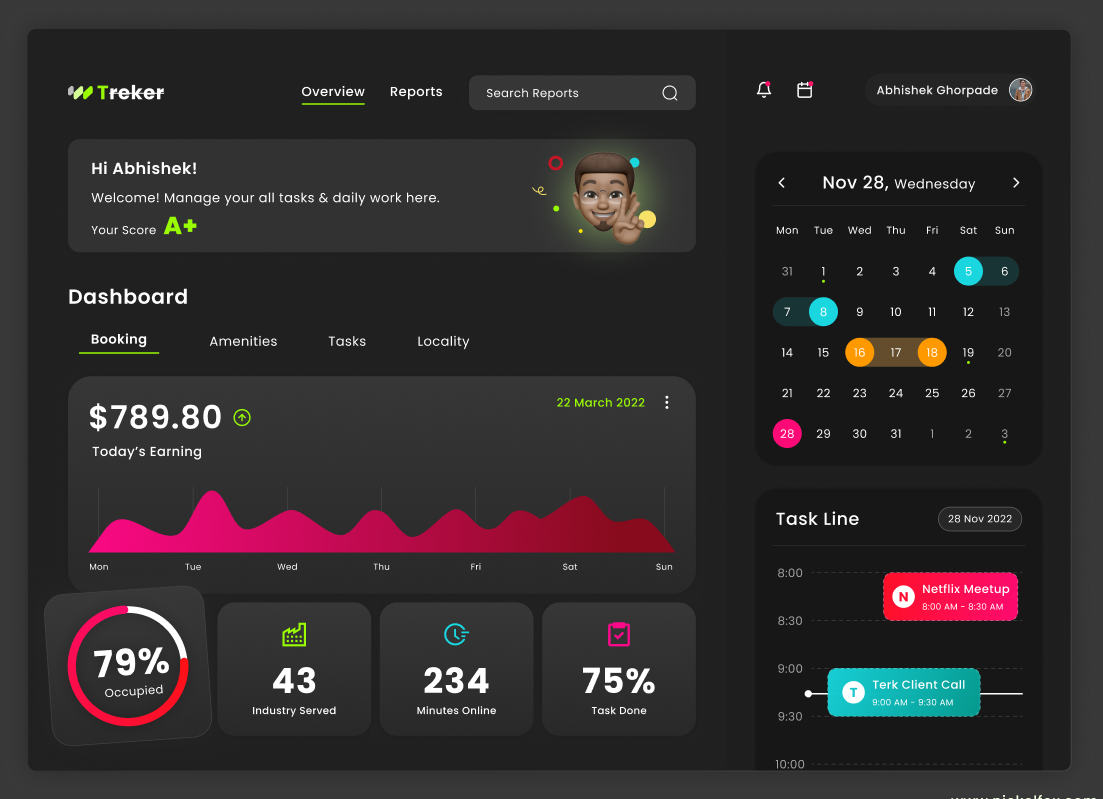 Treker
Overview
Reports
Search Reports
Abhishek Ghorpade
Hi Abhishek!
Welcome! Manage your all tasks & daily work here.
Your Score A+
Dashboard
Booking
Amenities
Tasks
Locality
$789.80
22 March 2022
Today's Earning
Mon Tue Wed Thu Fri Sat Sun
79%
Occupied
43
Industry Served
234
Minutes Online
75%
Task Done
Nov 28, Wednesday
Mon Tue Wed Thu Fri Sat Sun
31 1 2 3 4 5 6
7 8 9 10 11 12 13
14 15 16 17 18 19 20
21 22 23 24 25 26 27
28 29 30 31 1 2 3
Task Line
28 Nov 2022
8:00
N Netflix Meetup
8:00 AM - 8:30 AM
8:30
9:00
T Terk Client Call
9:00 AM - 9:30 AM
9:30
10:00